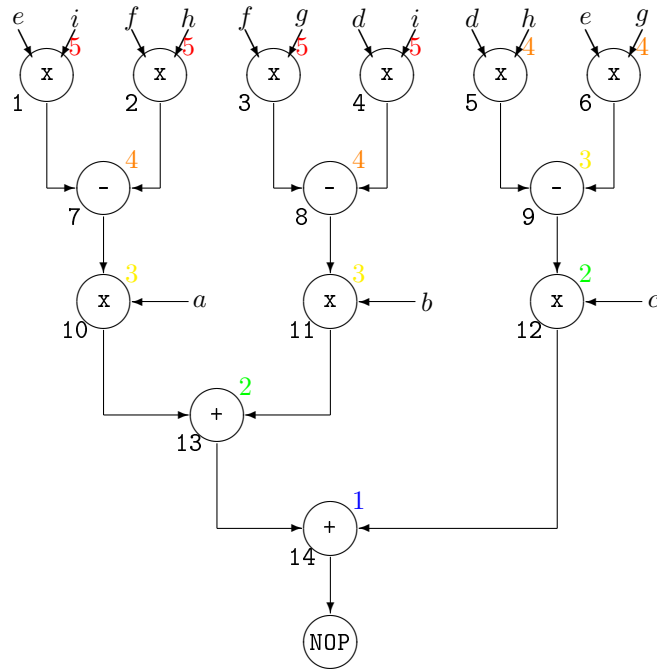 e i f h f g d i d h e g
5 5 5 5 4 4
x x x x x x
1 2 3 4 5 6
4 4 3
- - -
7 8 9
3 3 2
x a x b x c
10 11 12
2
+
13
1
+
14
NOP